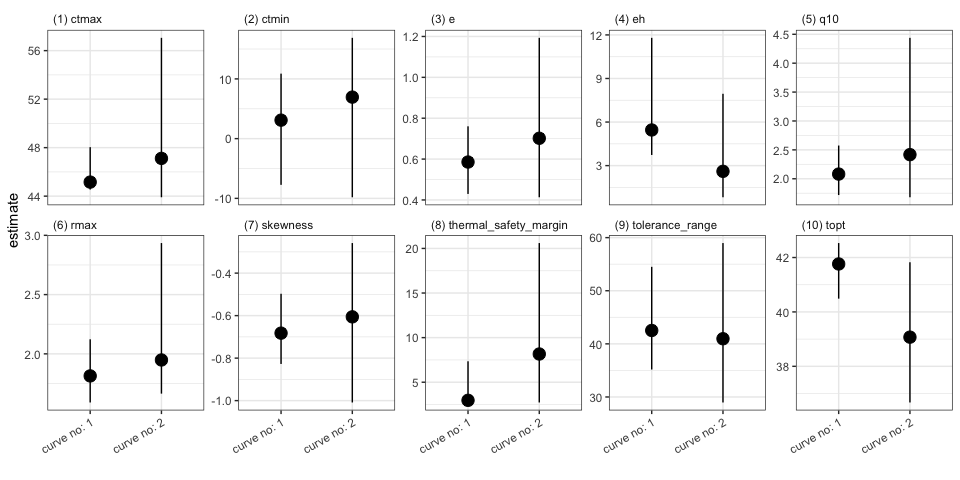 (1) ctmax
(2) ctmin
(3) e
(4) eh
(5) q10
56
52
48
44
10
0
-10
1.2
1.0
0.8
0.6
0.4
12
9
6
3
4.5
4.0
3.5
3.0
2.5
2.0
estimate
(6) rmax
(7) skewness
(8) thermal_safety_margin
(9) tolerance_range
(10) topt
3.0
2.5
2.0
-0.4
-0.6
-0.8
-1.0
20
15
10
5
60
50
40
30
42
40
38
curve no: 1
curve no: 2
curve no: 1
curve no: 2
curve no: 1
curve no: 2
curve no: 1
curve no: 2
curve no: 1
curve no: 2